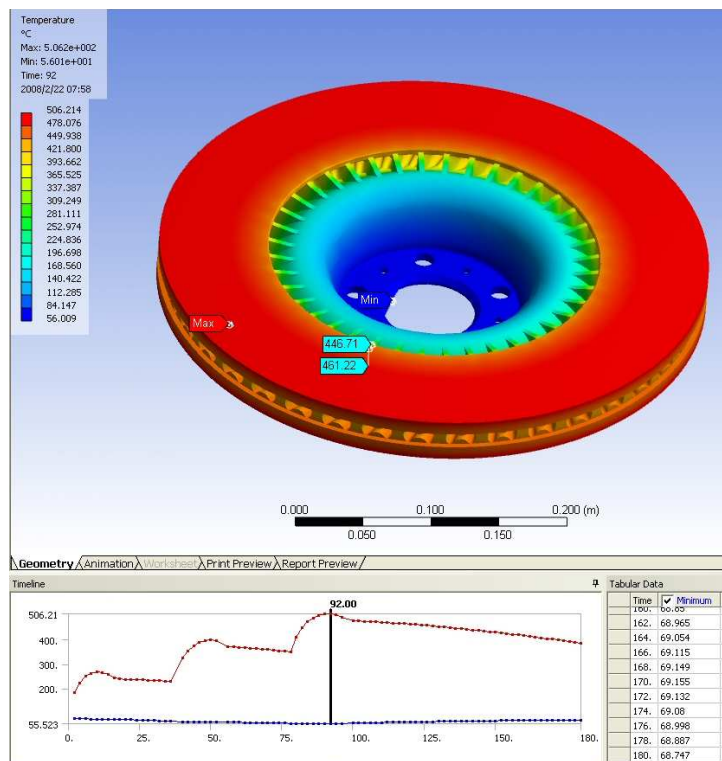 Temperature
°C
Max: 5.062e+002
Min: 5.601e+001
Time: 92
2008/2/22 07:58
506.214
478.076
449.938
421.800
393.662
365.525
337.387
309.249
281.111
252.974
224.836
196.698
168.560
140.422
112.285
84.147
56.009
Min
Max
446.71
461.22
0.000 0.100 0.200 (m)
0.050 0.150
Geometry Animation Worksheet Print Preview Report Preview
Timeline
92.00
506.21
400.
300.
200.
55.523
0. 25. 50. 75. 100. 125. 150. 180.
Tabular Data
Time Minimum
160. 68.85
162. 68.965
164. 69.054
166. 69.115
168. 69.149
170. 69.155
172. 69.132
174. 69.08
176. 68.998
178. 68.887
180. 68.747